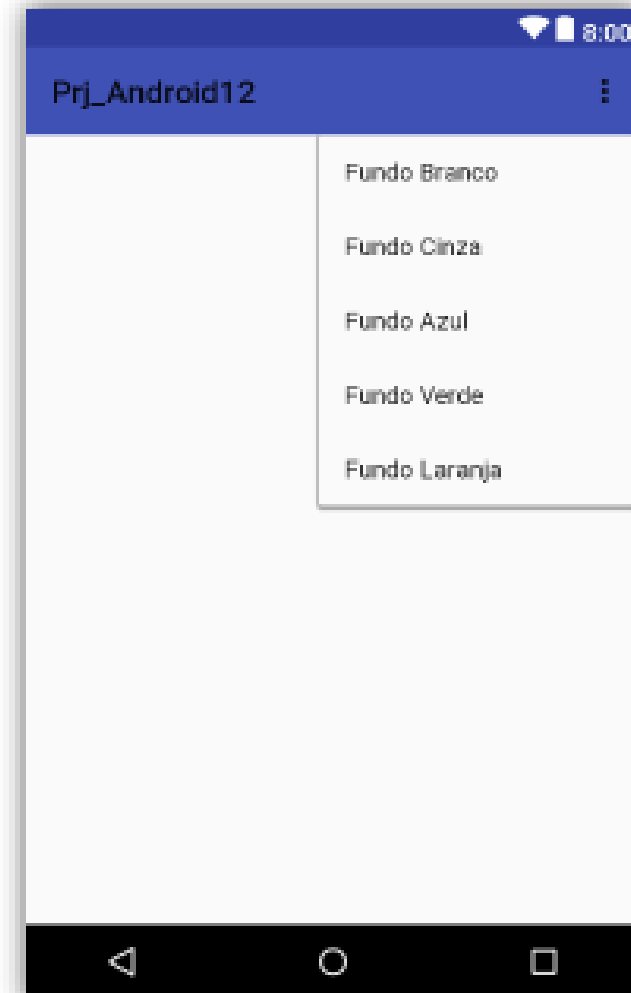 8:00
Prj_Android12
Fundo Branco
Fundo Cinza
Fundo Azul
Fundo Verde
Fundo Laranja